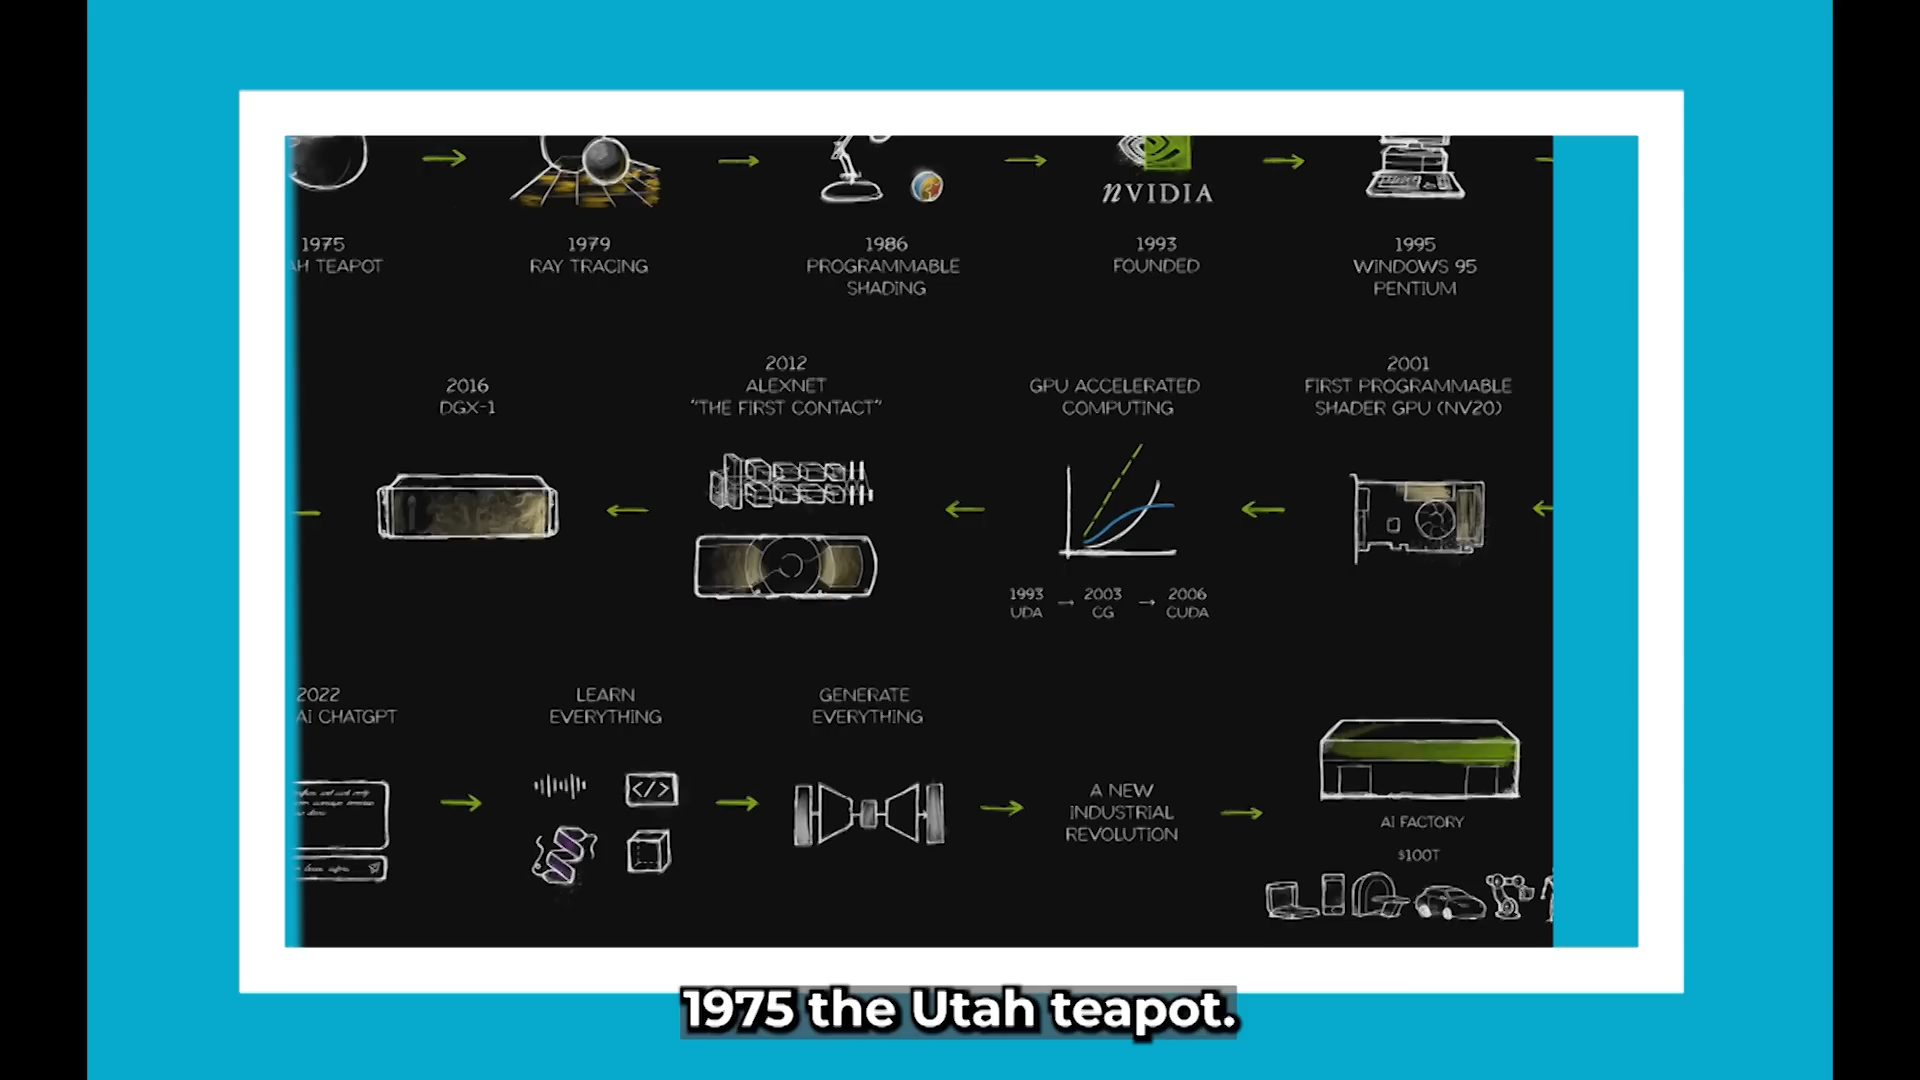 1975
AH TEAPOT
1979
RAY TRACING
1986
PROGRAMMABLE
SHADING
NVIDIA
1993
FOUNDED
1995
WINDOWS 95
PENTIUM
2016
DGX-1
2012
ALEXNET
"THE FIRST CONTACT"
GPU ACCELERATED
COMPUTING
1993
UDA
→
2003
CG
→
2006
CUDA
2001
FIRST PROGRAMMABLE
SHADER GPU (NV20)
2022
AI CHATGPT
LEARN
EVERYTHING
</>
GENERATE
EVERYTHING
A NEW
INDUSTRIAL
REVOLUTION
AI FACTORY
$100T
1975 the Utah teapot.